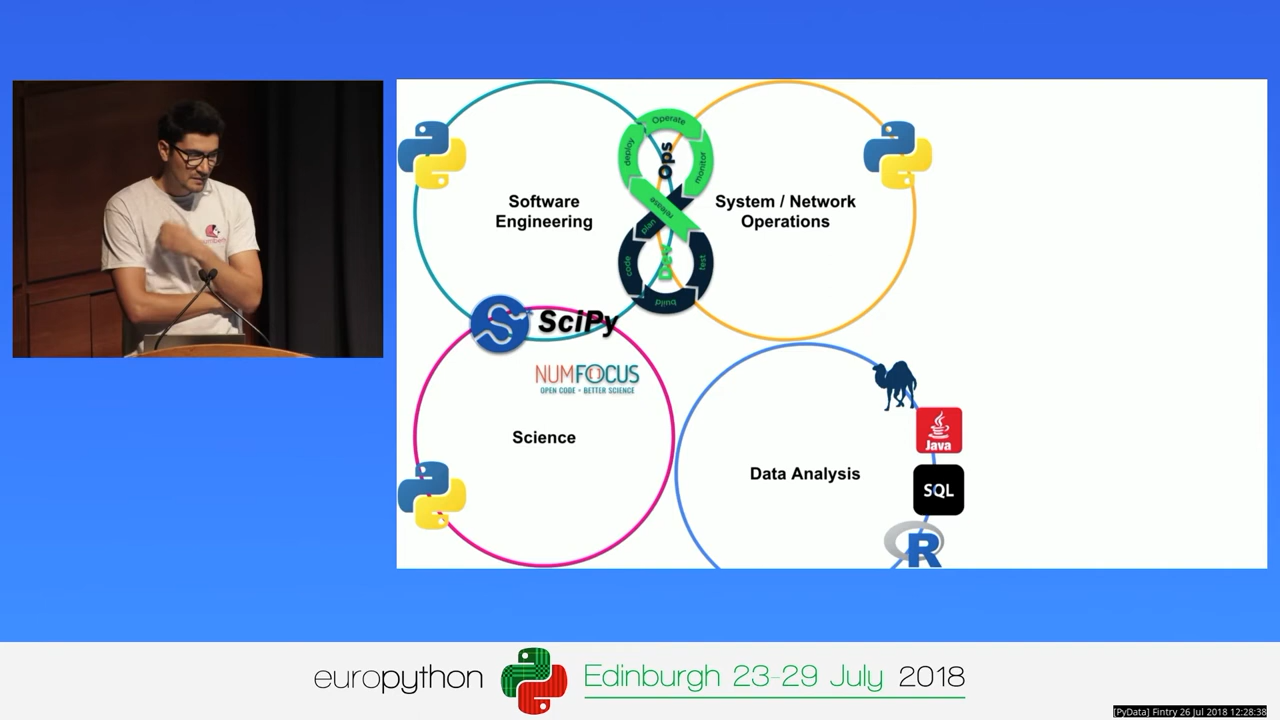 Software
Engineering
deploy
Operate
monitor
Ops
release
plan
code
build
test
Dev
System / Network
Operations
SciPy
NUMFOCUS
OPEN CODE = BETTER SCIENCE
Science
Data Analysis
Java
SQL
R
europython
Edinburgh 23-29 July 2018
[PyData] Fintry 26 Jul 2018 12:28:38